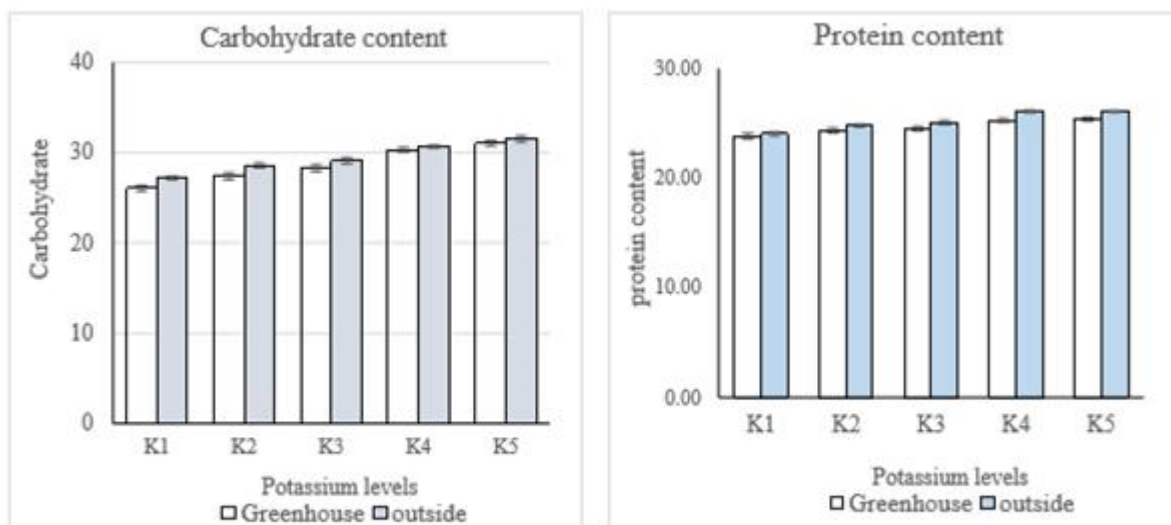 Carbohydrate content
40
30
20
10
0
Carbohydrate
K1 K2 K3 K4 K5
Potassium levels
Greenhouse outside
Protein content
30.00
20.00
10.00
0.00
protein content
K1 K2 K3 K4 K5
Potassium levels
Greenhouse outside